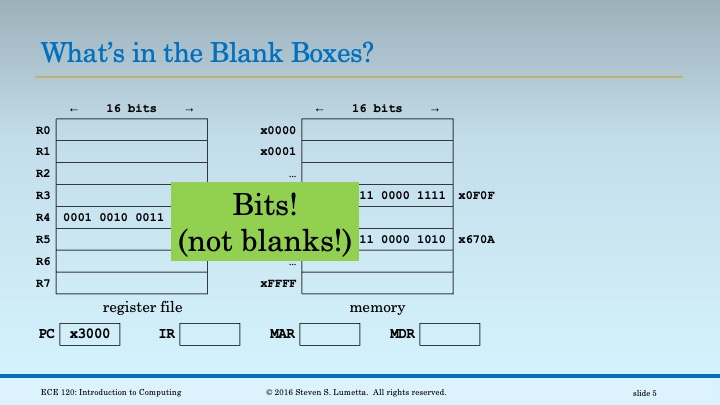 What's in the Blank Boxes?
← 16 bits → ← 16 bits →
R0 x0000
R1 x0001
R2 …
R3 11 0000 1111 x0F0F
R4 0001 0010 0011
R5 11 0000 1010 x670A
R6 …
R7 xFFFF
Bits!
(not blanks!)
register file memory
PC x3000 IR MAR MDR
ECE 120: Introduction to Computing © 2016 Steven S. Lumetta. All rights reserved. slide 5